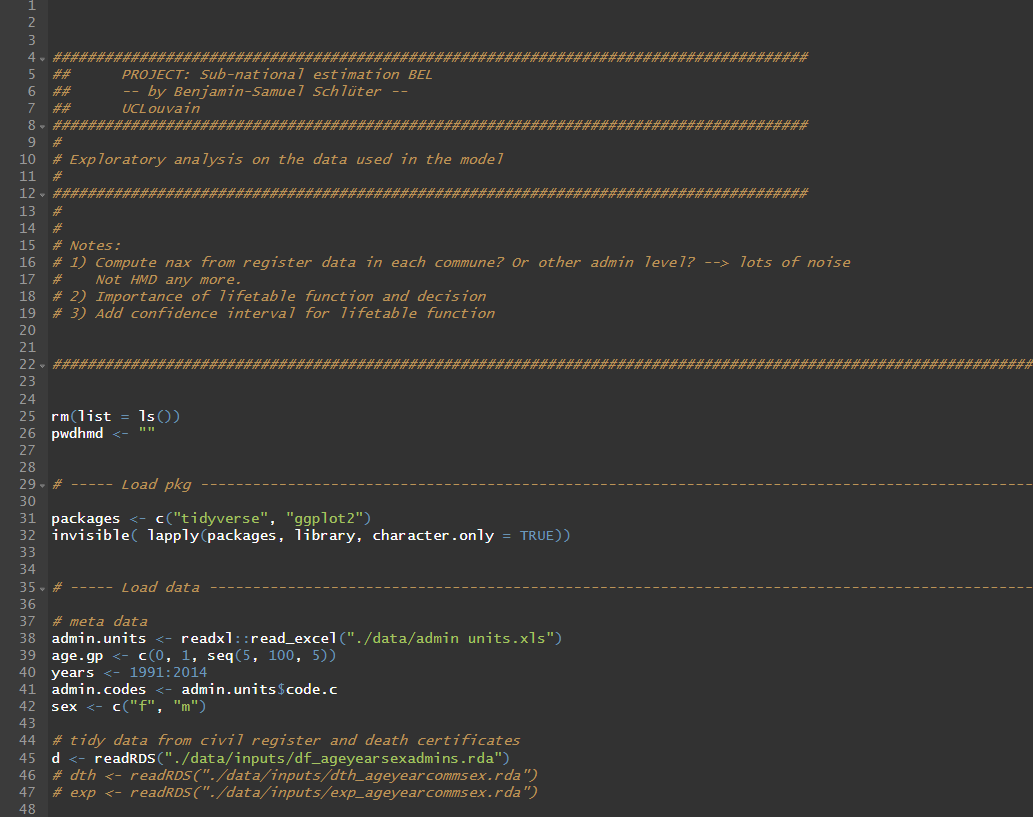 1
2
3
4 ########################################################################################
5 ##      PROJECT: Sub-national estimation BEL
6 ##      -- by Benjamin-Samuel Schlüter --
7 ##      UCLouvain
8 ########################################################################################
9 #
10 # Exploratory analysis on the data used in the model
11 #
12 ########################################################################################
13 #
14 #
15 # Notes:
16 # 1) Compute nax from register data in each commune? Or other admin level? --> lots of noise
17 #    Not HMD any more.
18 # 2) Importance of lifetable function and decision
19 # 3) Add confidence interval for lifetable function
20
21
22 ##################################################################################################################
23
24
25 rm(list = ls())
26 pwdhmd <- ""
27
28
29 # ----- Load pkg ------------------------------------------------------------------------------------------------
30
31 packages <- c("tidyverse", "ggplot2")
32 invisible( lapply(packages, library, character.only = TRUE))
33
34
35 # ----- Load data -----------------------------------------------------------------------------------------------
36
37 # meta data
38 admin.units <- readxl::read_excel("./data/admin units.xls")
39 age.gp <- c(0, 1, seq(5, 100, 5))
40 years <- 1991:2014
41 admin.codes <- admin.units$code.c
42 sex <- c("f", "m")
43
44 # tidy data from civil register and death certificates
45 d <- readRDS("./data/inputs/df_ageyearsexadmins.rda")
46 # dth <- readRDS("./data/inputs/dth_ageyearcommsex.rda")
47 # exp <- readRDS("./data/inputs/exp_ageyearcommsex.rda")
48